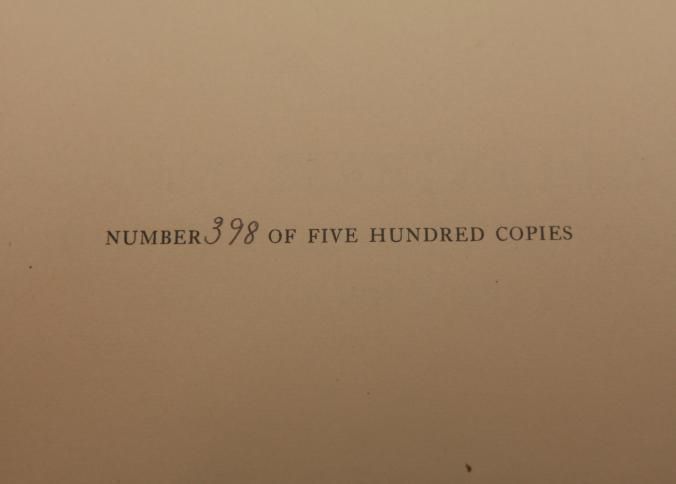 NUMBER 398 OF FIVE HUNDRED COPIES